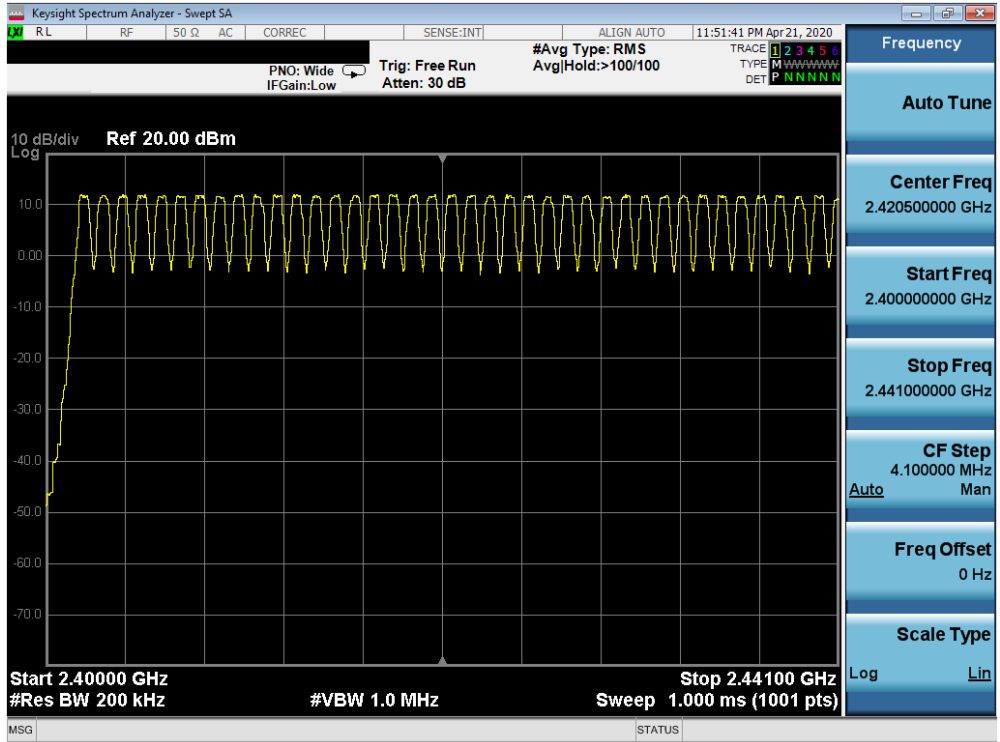 Keysight Spectrum Analyzer - Swept SA
LXI RL RF 50 Ω AC CORREC SENSE:INT ALIGN AUTO 11:51:41 PM Apr 21, 2020
PNO: Wide
IFGain:Low
Trig: Free Run
Atten: 30 dB
#Avg Type: RMS
Avg|Hold:>100/100
TRACE 1 2 3 4 5 6
TYPE M WWWWW
DET P N N N N N
10 dB/div Ref 20.00 dBm
Log
10.0
0.00
-10.0
-20.0
-30.0
-40.0
-50.0
-60.0
-70.0
Start 2.40000 GHz Stop 2.44100 GHz
#Res BW 200 kHz #VBW 1.0 MHz Sweep 1.000 ms (1001 pts)
Frequency
Auto Tune
Center Freq
2.420500000 GHz
Start Freq
2.400000000 GHz
Stop Freq
2.441000000 GHz
CF Step
4.100000 MHz
Auto Man
Freq Offset
0 Hz
Scale Type
Log Lin
MSG STATUS